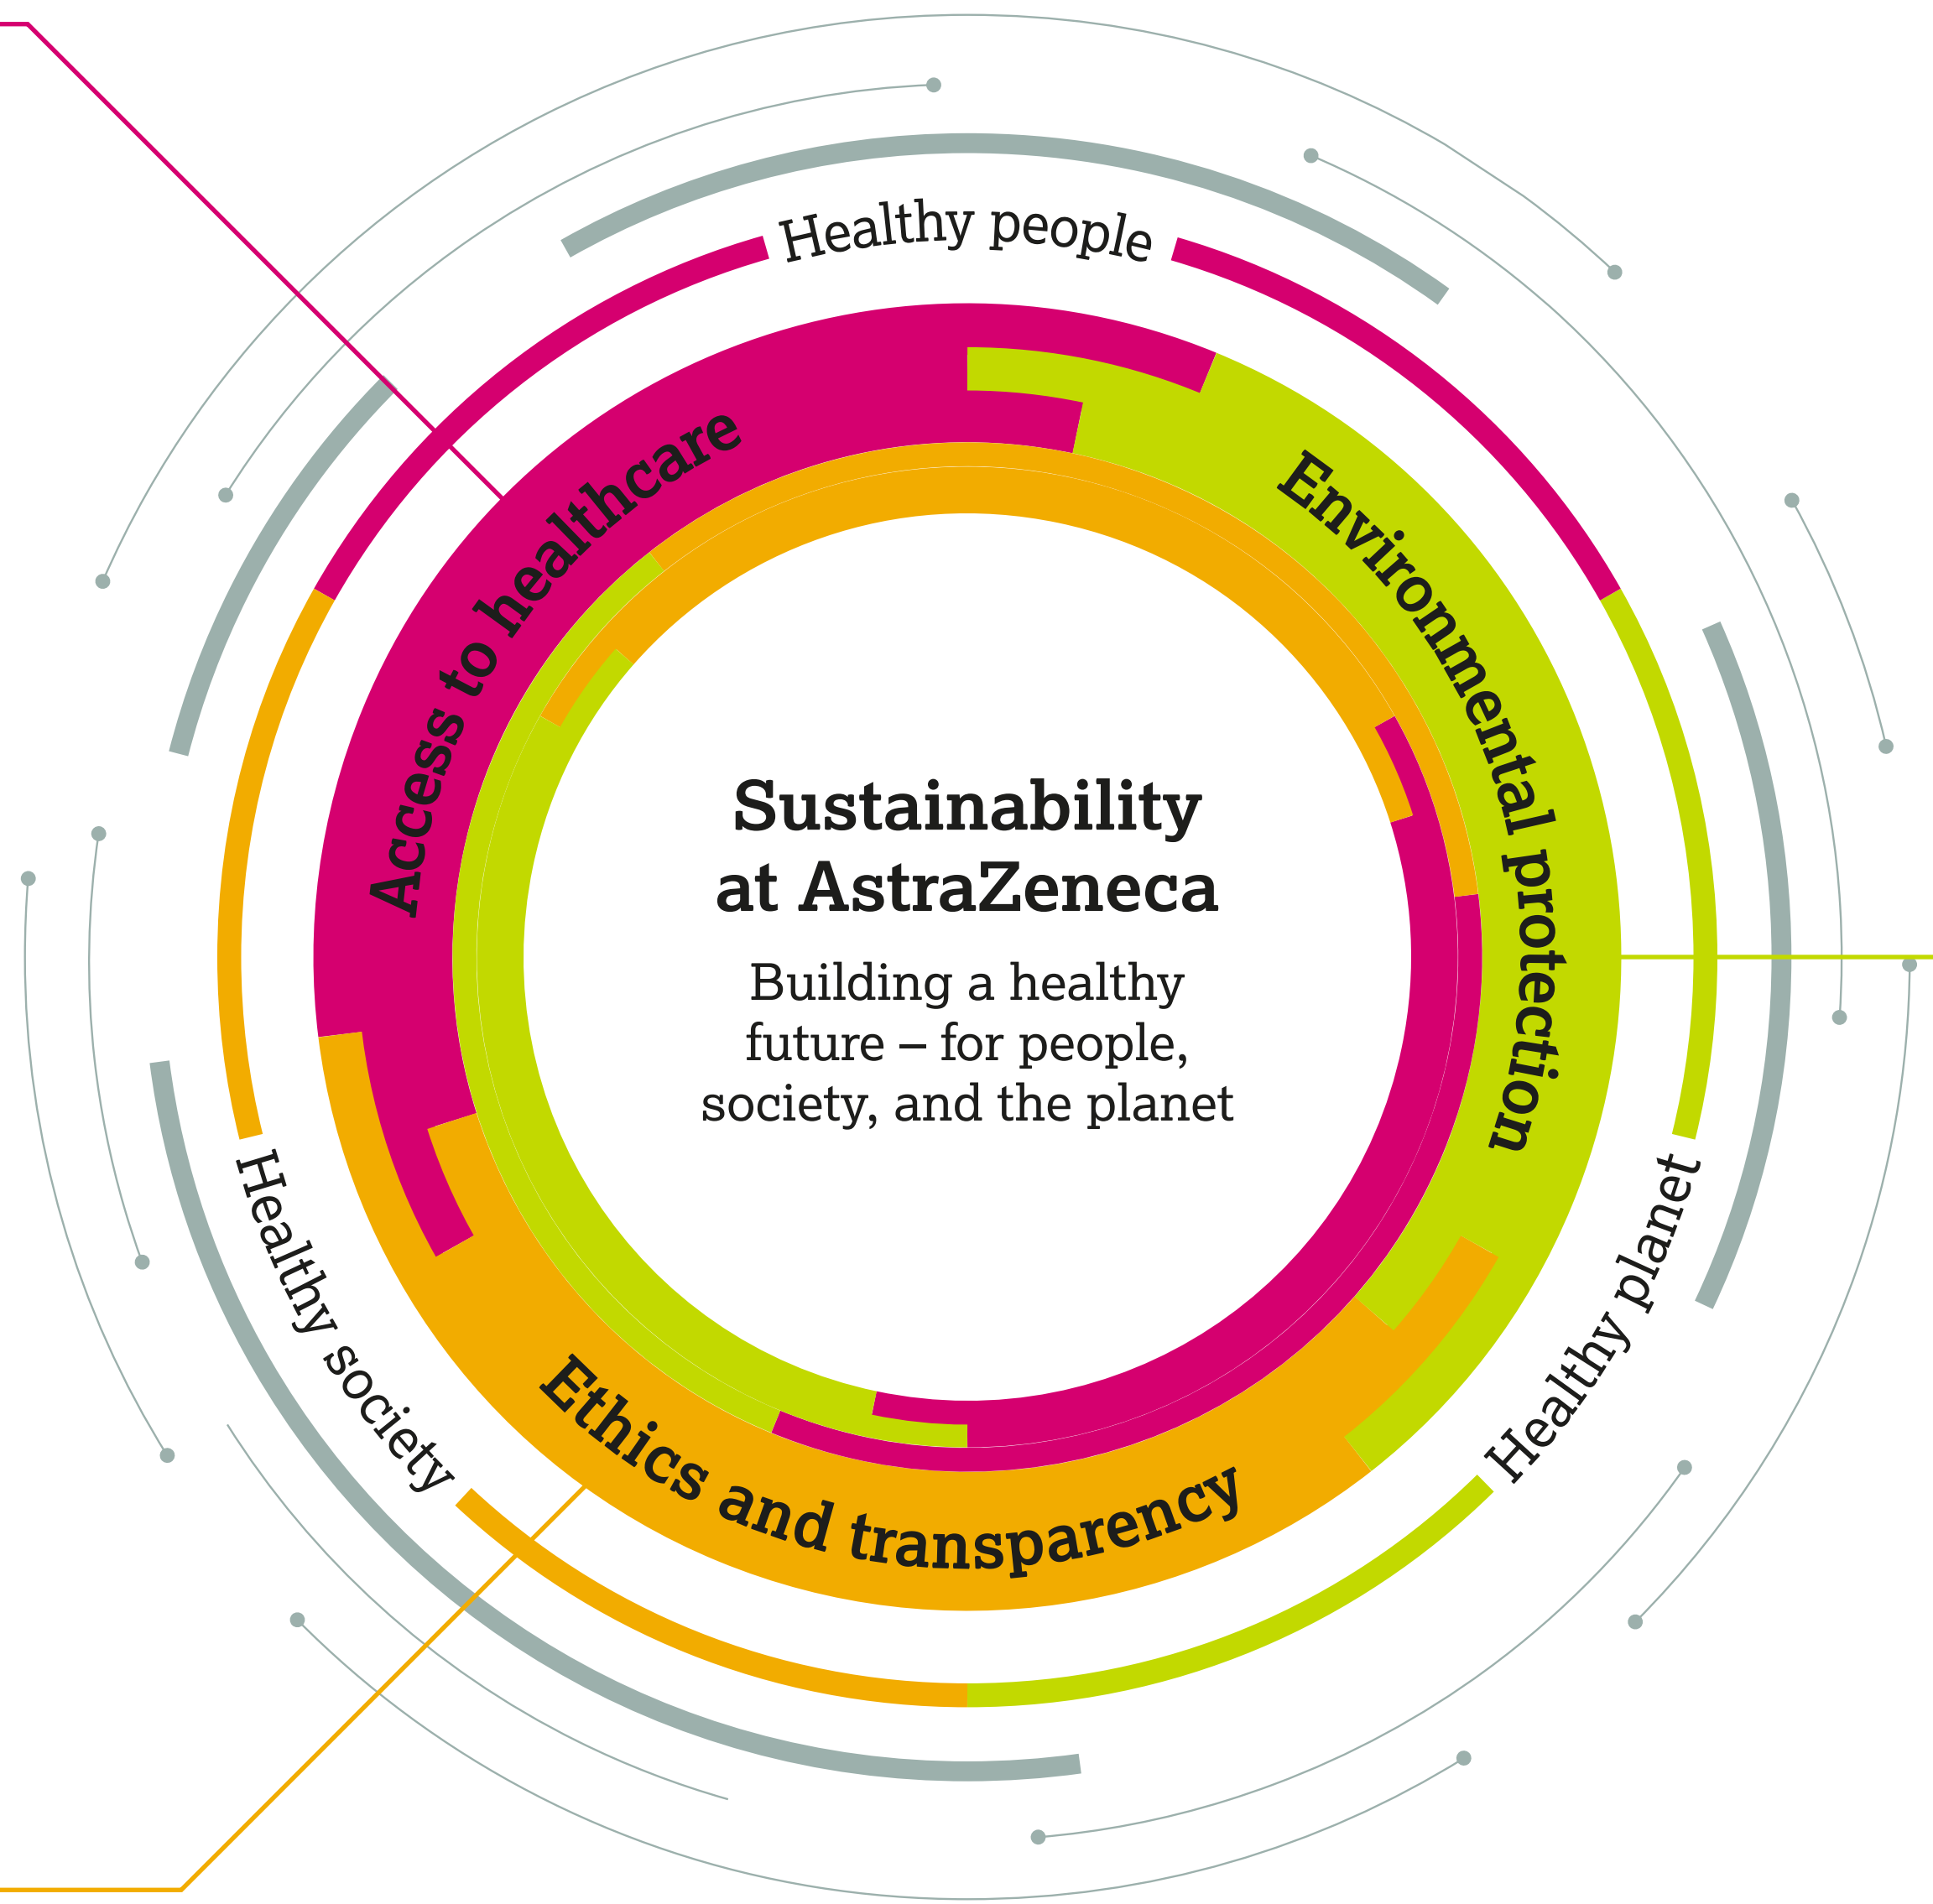 Healthy people
Access to healthcare
Environmental protection
Sustainability
at AstraZeneca
Building a healthy
future – for people,
society, and the planet
Healthy society
Healthy planet
Ethics and transparency